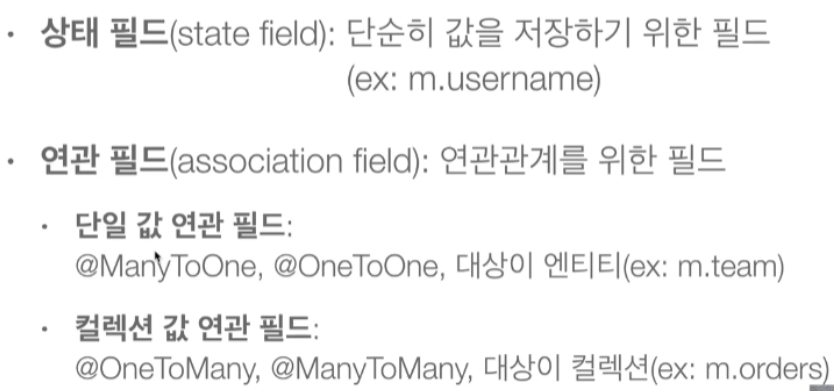 • 상태 필드(state field): 단순히 값을 저장하기 위한 필드
(ex: m.username)
• 연관 필드(association field): 연관관계를 위한 필드
• 단일 값 연관 필드:
@ManyToOne, @OneToOne, 대상이 엔티티(ex: m.team)
• 컬렉션 값 연관 필드:
@OneToMany, @ManyToMany, 대상이 컬렉션(ex: m.orders)